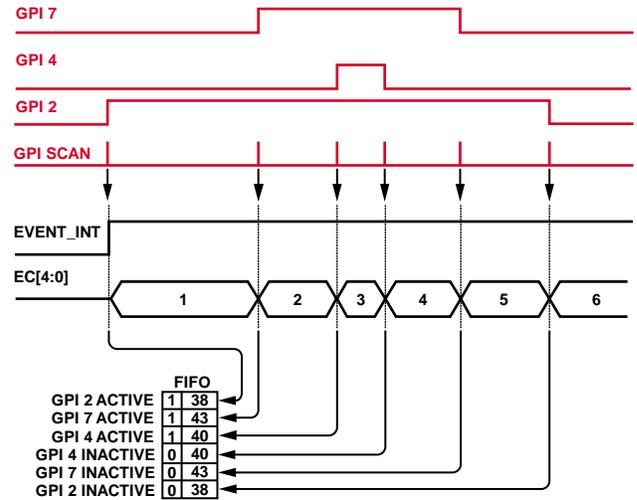 GPI 7
GPI 4
GPI 2
GPI SCAN
EVENT_INT
EC[4:0]
1 2 3 4 5 6
FIFO
GPI 2 ACTIVE 1 38
GPI 7 ACTIVE 1 43
GPI 4 ACTIVE 1 40
GPI 4 INACTIVE 0 40
GPI 7 INACTIVE 0 43
GPI 2 INACTIVE 0 38